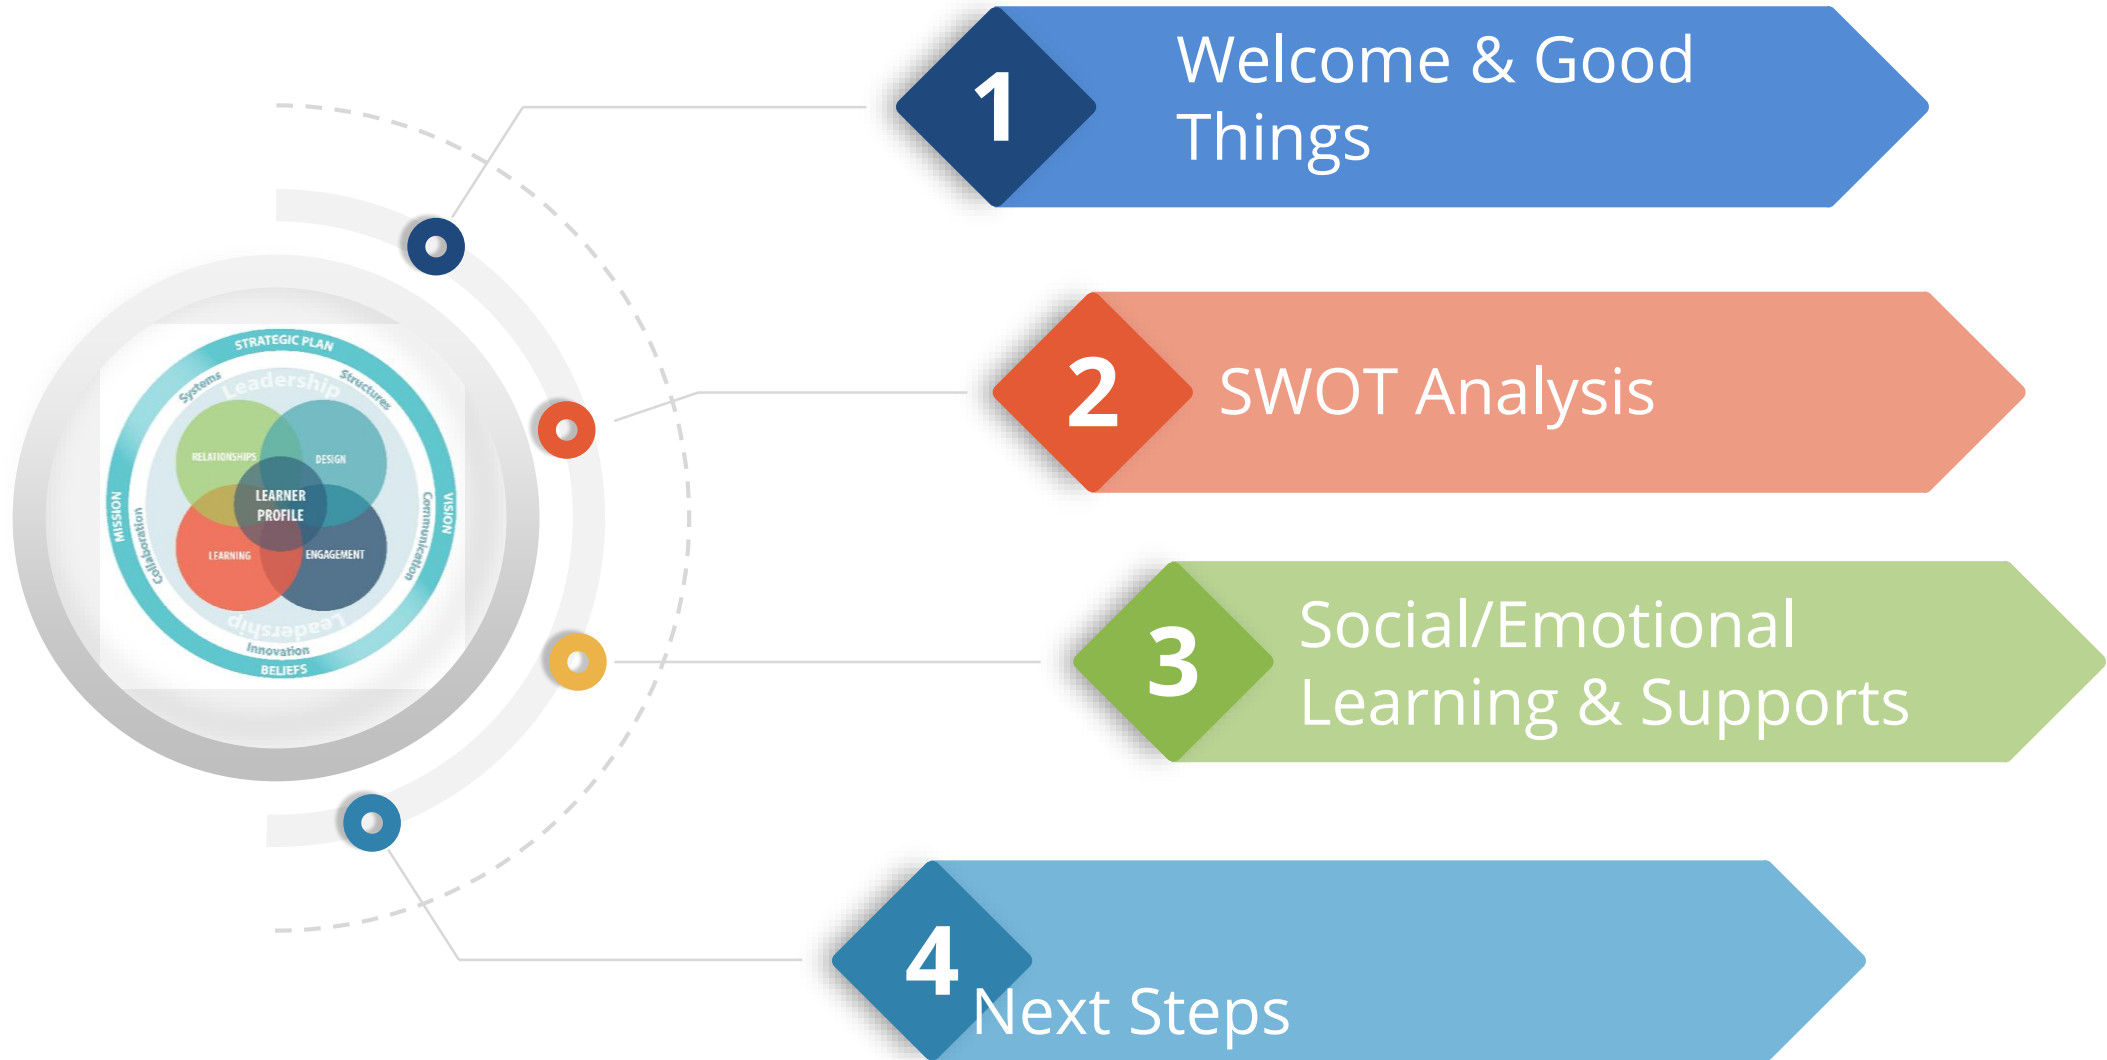 1
Welcome & Good
Things
2
SWOT Analysis
3
Social/Emotional
Learning & Supports
4
Next Steps
STRATEGIC PLAN
Systems
Structures
Leadership
RELATIONSHIPS
DESIGN
LEARNER
PROFILE
MISSION
VISION
Collaboration
Communication
LEARNING
ENGAGEMENT
Leadership
Innovation
BELIEFS